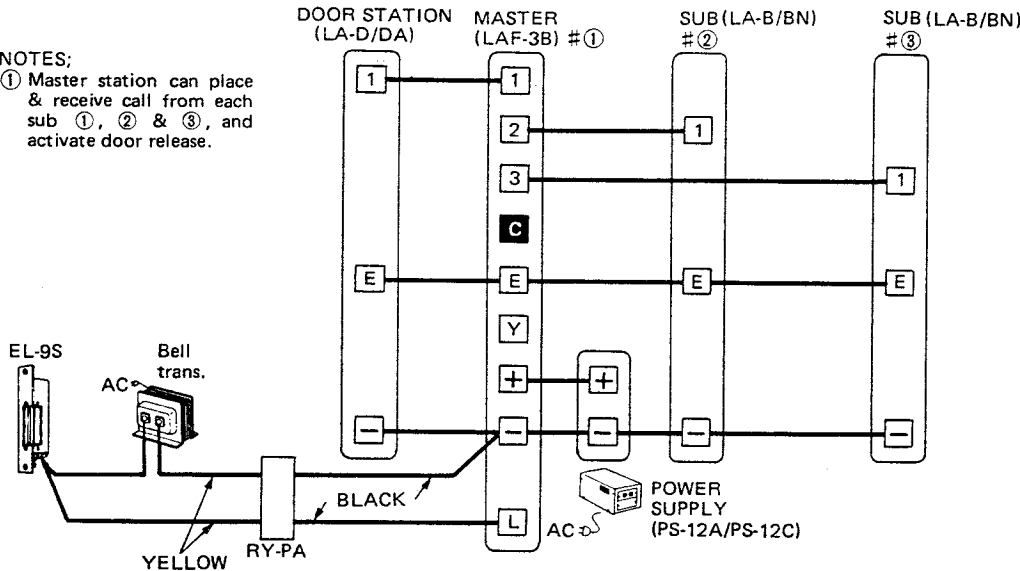 DOOR STATION
(LA-D/DA)
MASTER
(LAF-3B) #①
SUB (LA-B/BN)
#②
SUB (LA-B/BN)
#③
NOTES;
① Master station can place
& receive call from each
sub ①, ② & ③, and
activate door release.
1 1
2 1
3 1
C
E E E E
Y
+ +
− − − − −
L
EL-9S
Bell
trans.
AC
BLACK
YELLOW
RY-PA
AC
POWER
SUPPLY
(PS-12A/PS-12C)